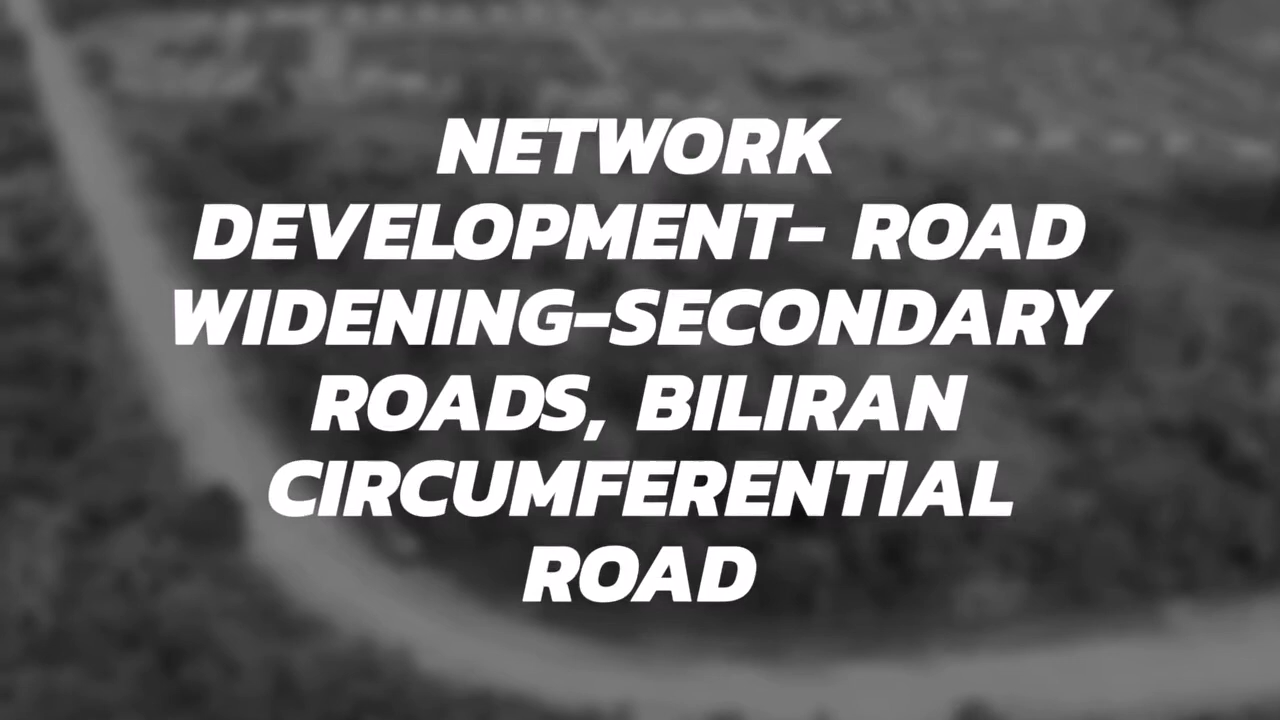 NETWORK
DEVELOPMENT- ROAD
WIDENING-SECONDARY
ROADS, BILIRAN
CIRCUMFERENTIAL
ROAD